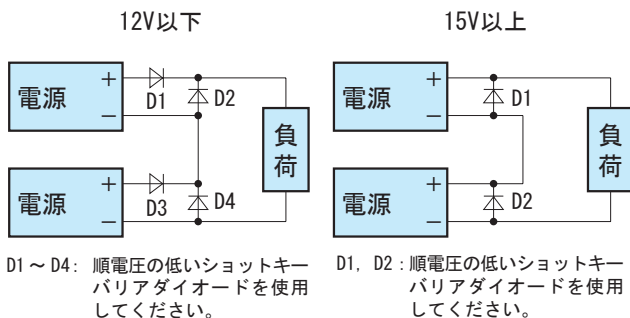 12V以下
15V以上
電源
+
−
D1
D2
電源
+
−
D3
D4
負荷
電源
+
−
D1
電源
+
−
D2
負荷
D1～D4: 順電圧の低いショットキー
バリアダイオードを使用
してください。
D1, D2:順電圧の低いショットキー
バリアダイオードを使用
してください。